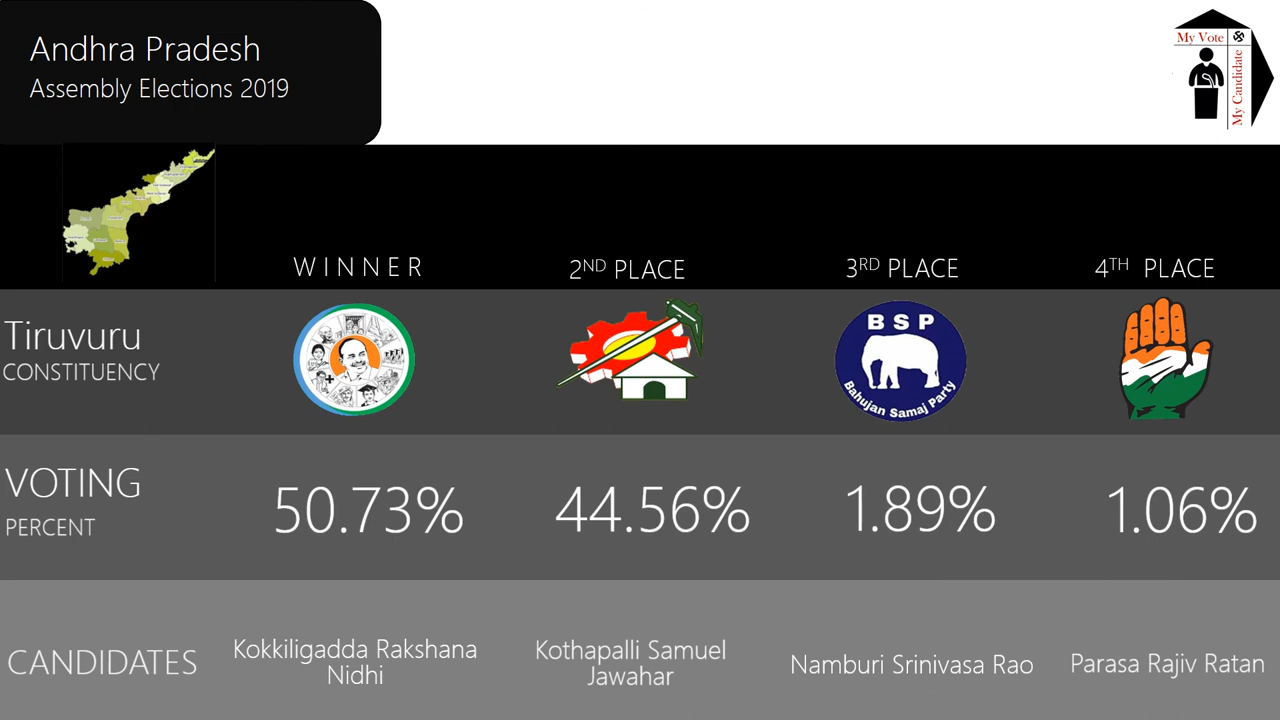 Andhra Pradesh
Assembly Elections 2019
My Vote
My Candidate
WINNER
2ND PLACE
3RD PLACE
4TH PLACE
Tiruvuru
CONSTITUENCY
BSP
Bahujan Samaj Party
VOTING
PERCENT
50.73%
44.56%
1.89%
1.06%
CANDIDATES
Kokkiligadda Rakshana
Nidhi
Kothapalli Samuel
Jawahar
Namburi Srinivasa Rao
Parasa Rajiv Ratan